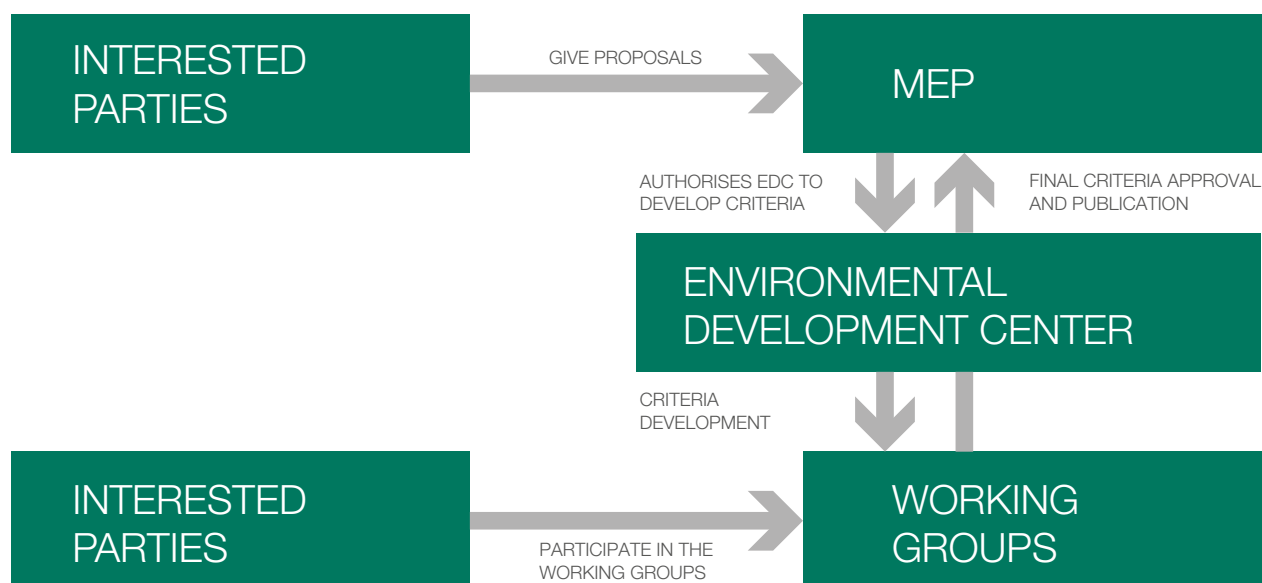 INTERESTED
PARTIES
GIVE PROPOSALS
MEP
AUTHORISES EDC TO
DEVELOP CRITERIA
FINAL CRITERIA APPROVAL
AND PUBLICATION
ENVIRONMENTAL
DEVELOPMENT CENTER
CRITERIA
DEVELOPMENT
INTERESTED
PARTIES
PARTICIPATE IN THE
WORKING GROUPS
WORKING
GROUPS